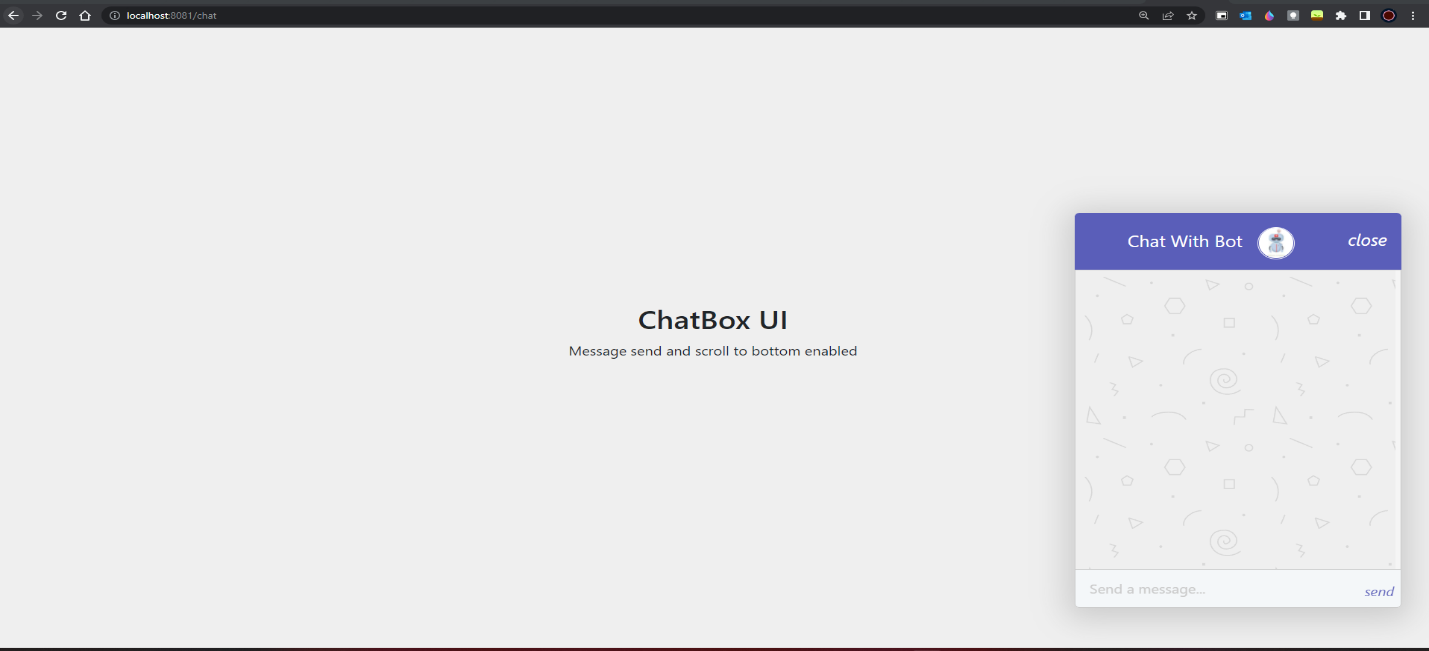 localhost:8081/chat
Chat With Bot
close
ChatBox UI
Message send and scroll to bottom enabled
Send a message...
send